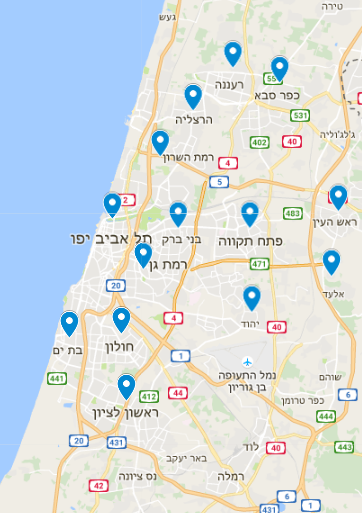 טירה
געש
רעננה
55
כפר סבא
הרצליה
531
ג'לג'וליה
402
40
רמת השרון
4
5
2
483
ראש העין
תל אביב יפו
בני ברק
פתח תקווה
רמת גן
471
20
אלעד
4
יהוד
40
בת ים
חולון
1
נמל התעופה
בן גוריון
441
שוהם
412
44
6
ראשון לציון
כפר טרומן
444
20
431
לוד
40
443
באר יעקב
נס ציונה
רמלה
42
6
431
1